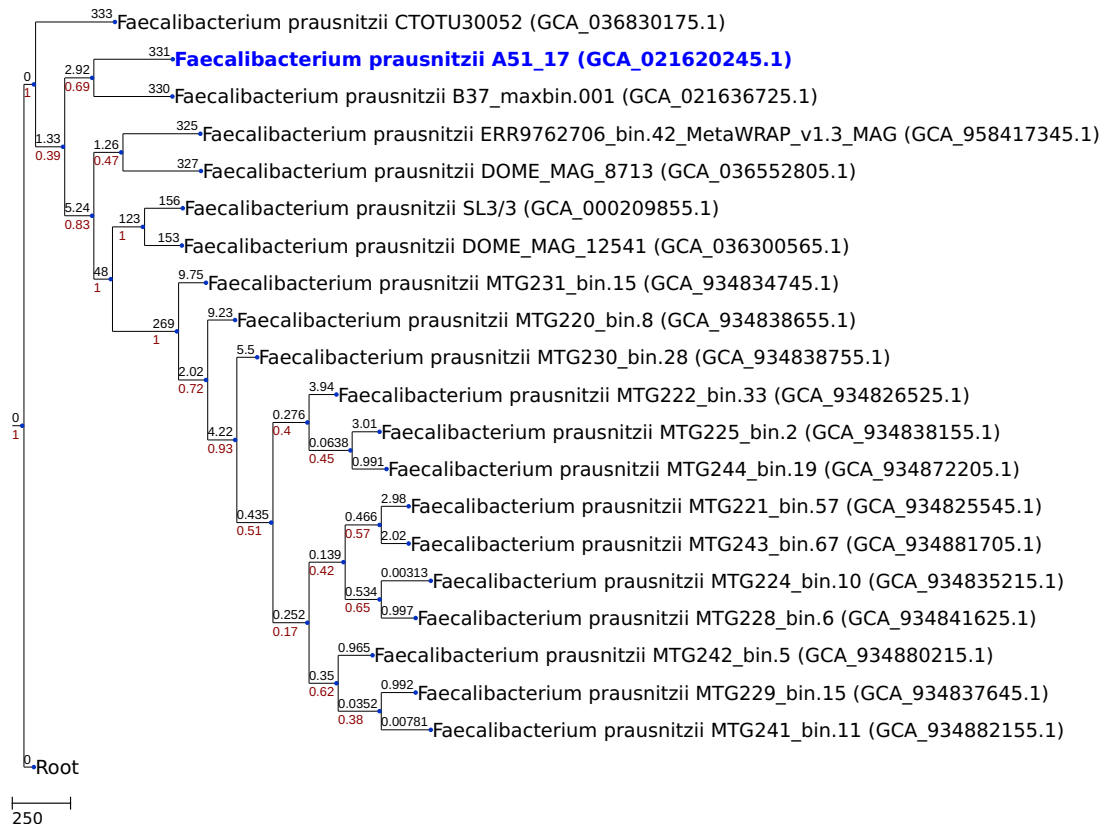 333 Faecalibacterium prausnitzii CTOTU30052 (GCA_036830175.1)
331 Faecalibacterium prausnitzii A51_17 (GCA_021620245.1)
0
1
2.92
0.69
330 Faecalibacterium prausnitzii B37_maxbin.001 (GCA_021636725.1)
325 Faecalibacterium prausnitzii ERR9762706_bin.42_MetaWRAP_v1.3_MAG (GCA_958417345.1)
1.33
0.39
1.26
0.47
327 Faecalibacterium prausnitzii DOME_MAG_8713 (GCA_036552805.1)
156 Faecalibacterium prausnitzii SL3/3 (GCA_000209855.1)
5.24
0.83
123
1
153 Faecalibacterium prausnitzii DOME_MAG_12541 (GCA_036300565.1)
48
1
9.75 Faecalibacterium prausnitzii MTG231_bin.15 (GCA_934834745.1)
269
1
9.23 Faecalibacterium prausnitzii MTG220_bin.8 (GCA_934838655.1)
5.5 Faecalibacterium prausnitzii MTG230_bin.28 (GCA_934838755.1)
2.02
0.72
3.94 Faecalibacterium prausnitzii MTG222_bin.33 (GCA_934826525.1)
0
1
0.276
0.4
3.01 Faecalibacterium prausnitzii MTG225_bin.2 (GCA_934838155.1)
4.22
0.93
0.0638
0.45
0.991 Faecalibacterium prausnitzii MTG244_bin.19 (GCA_934872205.1)
2.98 Faecalibacterium prausnitzii MTG221_bin.57 (GCA_934825545.1)
0.435
0.51
0.466
0.57
2.02 Faecalibacterium prausnitzii MTG243_bin.67 (GCA_934881705.1)
0.139
0.42
0.00313 Faecalibacterium prausnitzii MTG224_bin.10 (GCA_934835215.1)
0.534
0.65
0.997 Faecalibacterium prausnitzii MTG228_bin.6 (GCA_934841625.1)
0.252
0.17
0.965 Faecalibacterium prausnitzii MTG242_bin.5 (GCA_934880215.1)
0.35
0.62
0.992 Faecalibacterium prausnitzii MTG229_bin.15 (GCA_934837645.1)
0.0352
0.38
0.00781 Faecalibacterium prausnitzii MTG241_bin.11 (GCA_934882155.1)
0 Root
250